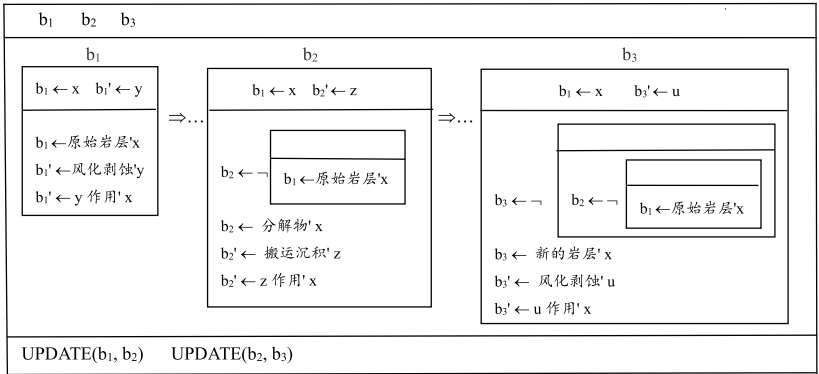 b₁ b₂ b₃
b₁
b₁ ← x b₁' ← y
b₁ ←原始岩层'x
b₁' ←风化剥蚀'y
b₁' ← y 作用' x
⇒…
b₂
b₁ ← x b₂' ← z
b₂ ← ¬
b₁ ←原始岩层'x
b₂ ← 分解物' x
b₂' ← 搬运沉积' z
b₂' ← z 作用' x
⇒…
b₃
b₁ ← x b₃' ← u
b₃ ← ¬
b₂ ← ¬
b₁ ←原始岩层'x
b₃ ← 新的岩层' x
b₃' ← 风化剥蚀' u
b₃' ← u 作用' x
UPDATE(b₁, b₂) UPDATE(b₂, b₃)